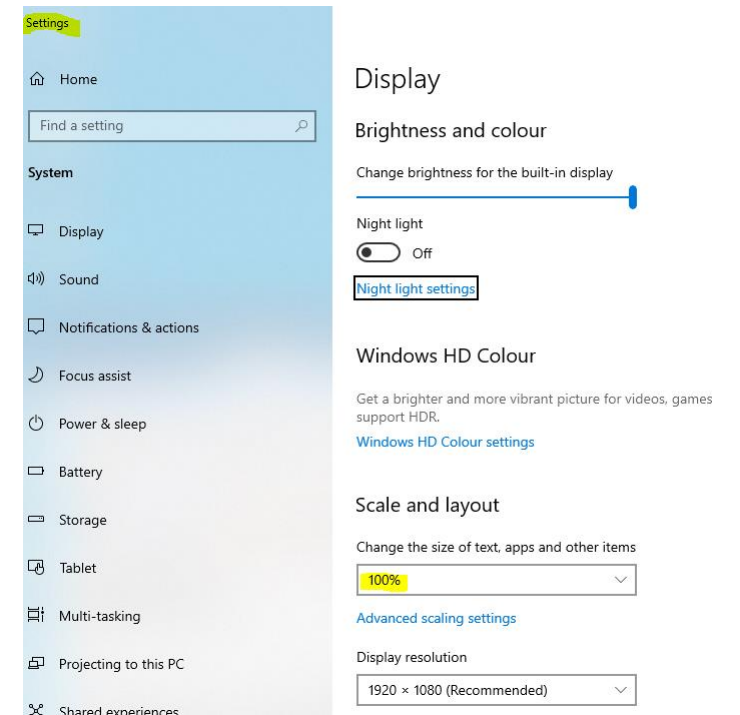 Settings
Home
Find a setting
System
Display
Sound
Notifications & actions
Focus assist
Power & sleep
Battery
Storage
Tablet
Multi-tasking
Projecting to this PC
Shared experiences
Display
Brightness and colour
Change brightness for the built-in display
Night light
Off
Night light settings
Windows HD Colour
Get a brighter and more vibrant picture for videos, games
support HDR.
Windows HD Colour settings
Scale and layout
Change the size of text, apps and other items
100%
Advanced scaling settings
Display resolution
1920 × 1080 (Recommended)